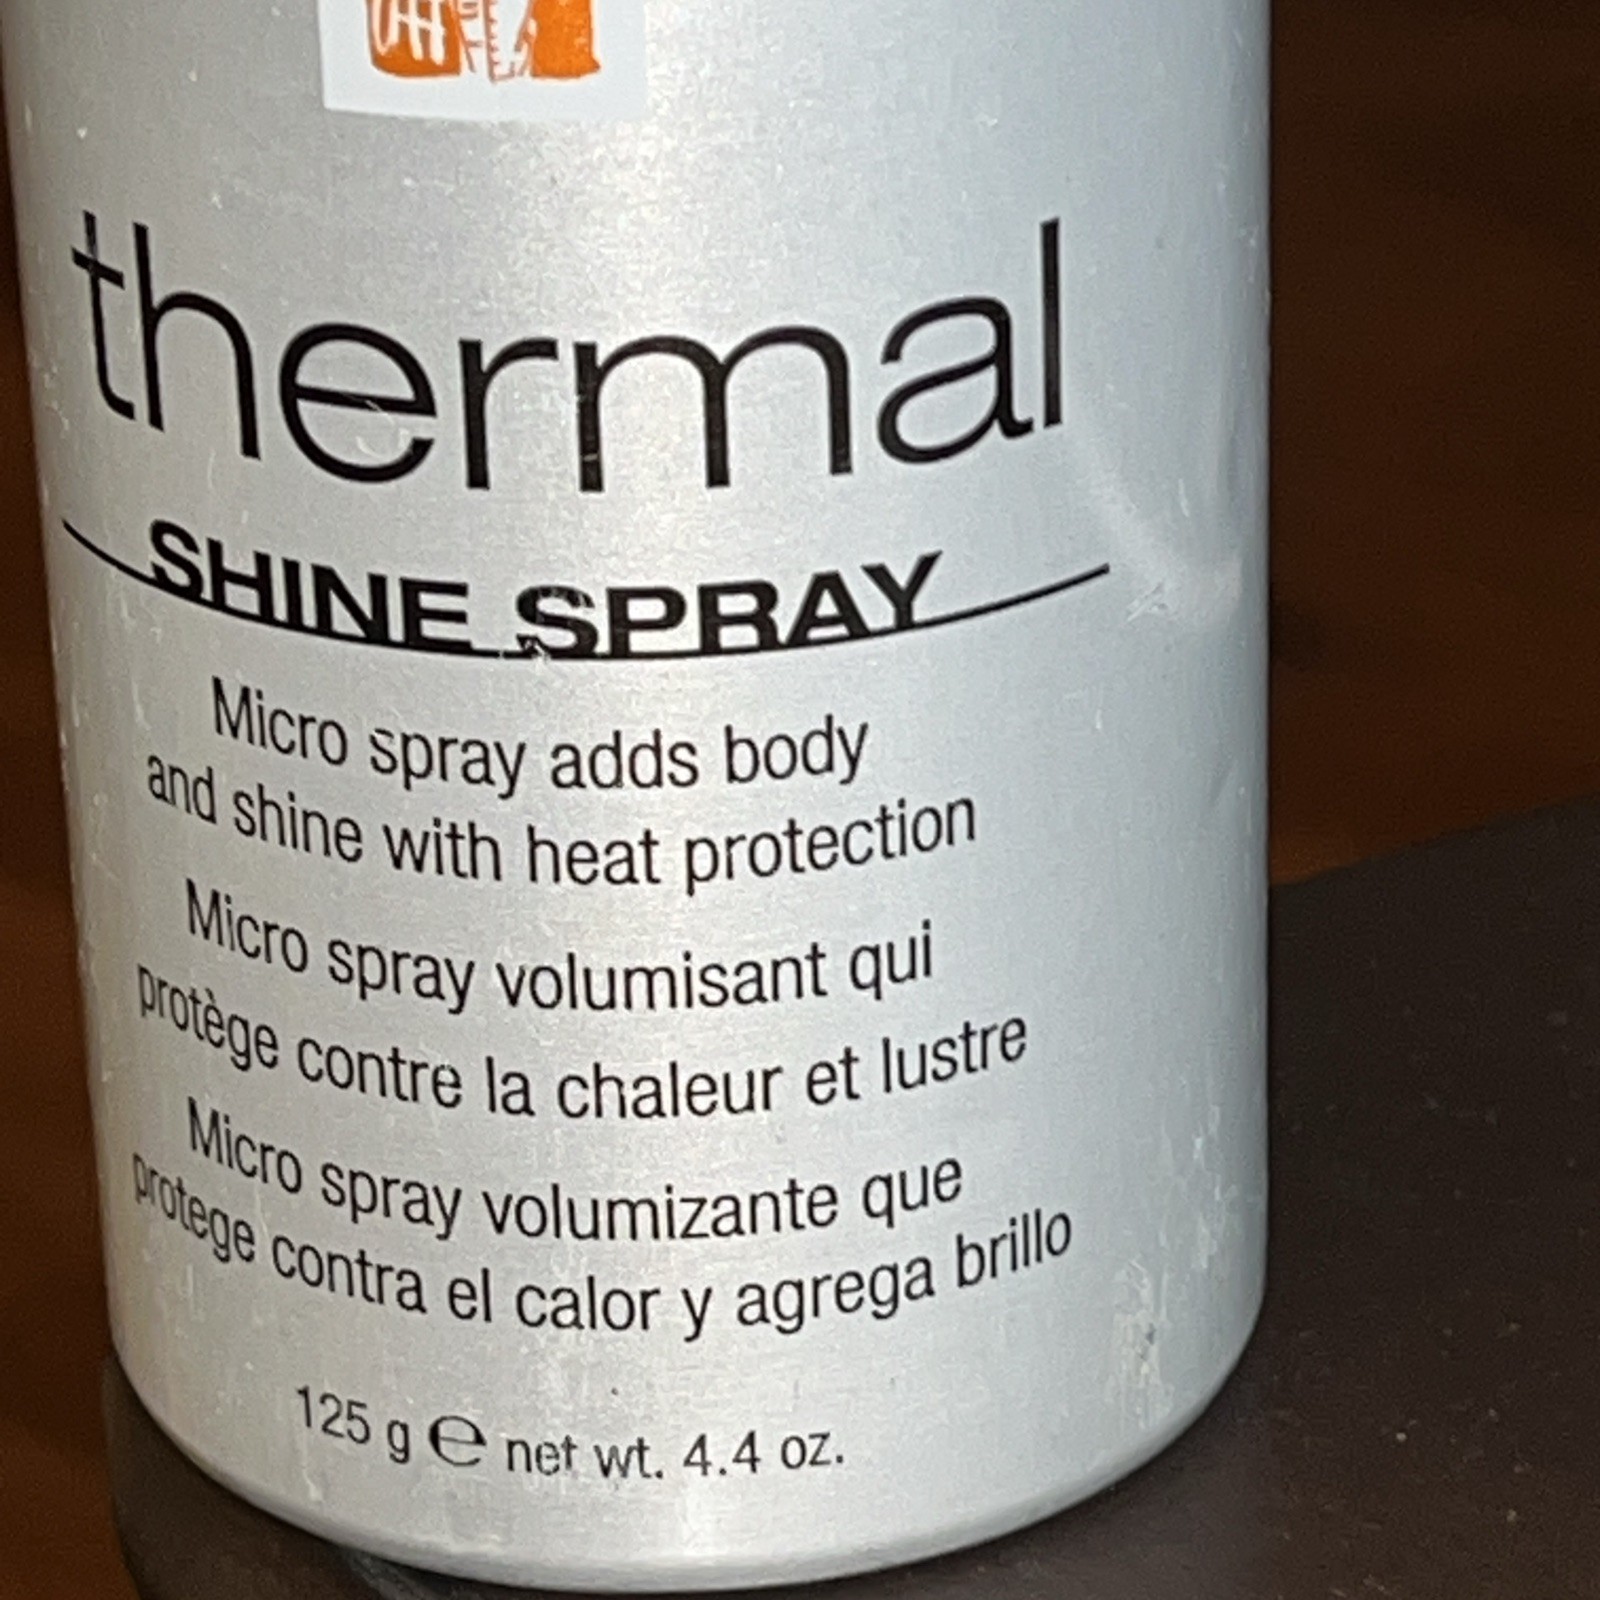 thermal
SHINE SPRAY
Micro spray adds body
and shine with heat protection
Micro spray volumisant qui
protège contre la chaleur et lustre
Micro spray volumizante que
protege contra el calor y agrega brillo
125 g ℮ net wt. 4.4 oz.